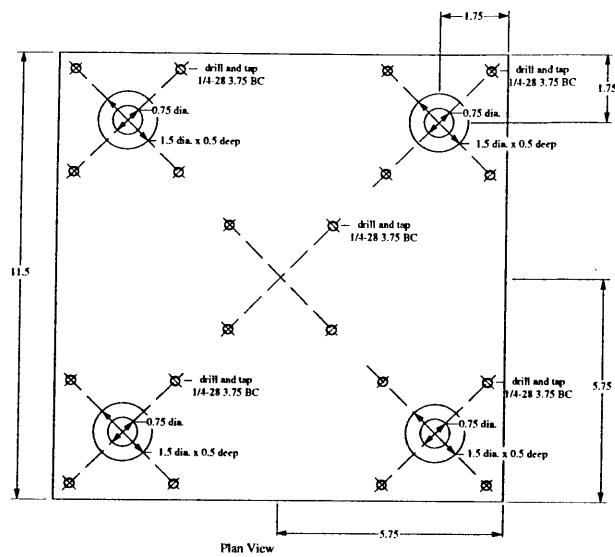 1.75
drill and tap
1/4-28 3.75 BC
drill and tap
1/4-28 3.75 BC
1.75
0.75 dia.
0.75 dia.
1.5 dia. x 0.5 deep
1.5 dia. x 0.5 deep
drill and tap
1/4-28 3.75 BC
11.5
5.75
drill and tap
1/4-28 3.75 BC
drill and tap
1/4-28 3.75 BC
0.75 dia.
0.75 dia.
1.5 dia. x 0.5 deep
1.5 dia. x 0.5 deep
5.75
Plan View